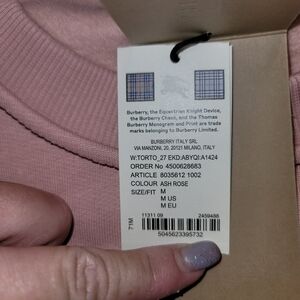 Burberry, the Equestrian Knight Device,
the Burberry Check, and the Thomas
Burberry Monogram and Print are trade
marks belonging to Burberry Limited.
BURBERRY ITALY SRL
VIA MANZONI, 20, 20121 MILANO, ITALY
W:TORTO_27 EKD:ABYQI:A1424
ORDER No 4500628683
ARTICLE 8035612 1002
COLOUR ASH ROSE
SIZE/FIT M
M US
M EU
71M
11311 09 2459488
5045623395732